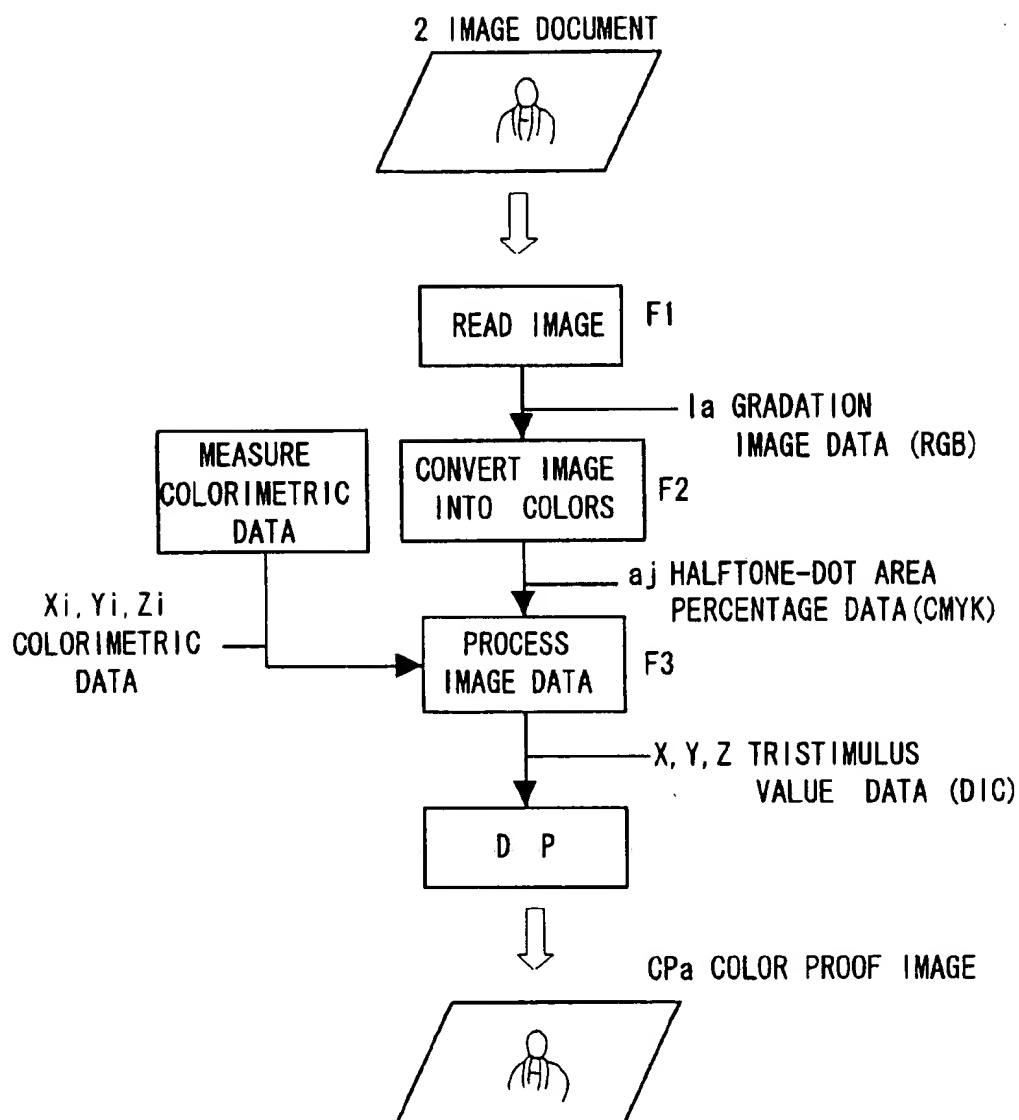 2 IMAGE DOCUMENT
READ IMAGE
F1
Ia GRADATION
IMAGE DATA (RGB)
MEASURE
COLORIMETRIC
DATA
CONVERT IMAGE
INTO COLORS
F2
aj HALFTONE-DOT AREA
PERCENTAGE DATA(CMYK)
Xi, Yi, Zi
COLORIMETRIC
DATA
PROCESS
IMAGE DATA
F3
X, Y, Z TRISTIMULUS
VALUE DATA (DIC)
D P
CPa COLOR PROOF IMAGE